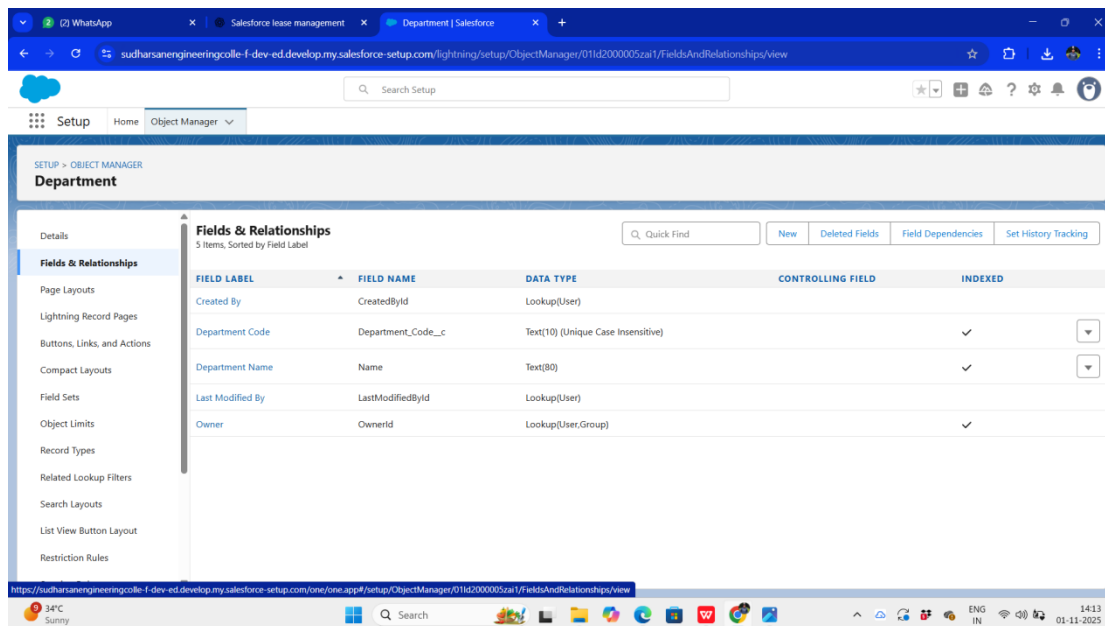 2 (2) WhatsApp
Salesforce lease management
Department | Salesforce
sudharsanengineeringcolle-f-dev-ed.develop.my.salesforce-setup.com/lightning/setup/ObjectManager/01Id2000005zai1/FieldsAndRelationships/view
Search Setup
Setup Home Object Manager
SETUP > OBJECT MANAGER
Department
Details
Fields & Relationships
Page Layouts
Lightning Record Pages
Buttons, Links, and Actions
Compact Layouts
Field Sets
Object Limits
Record Types
Related Lookup Filters
Search Layouts
List View Button Layout
Restriction Rules
Fields & Relationships
5 Items, Sorted by Field Label
Quick Find New Deleted Fields Field Dependencies Set History Tracking
FIELD LABEL FIELD NAME DATA TYPE CONTROLLING FIELD INDEXED
Created By CreatedById Lookup(User)
Department Code Department_Code__c Text(10) (Unique Case Insensitive)
Department Name Name Text(80)
Last Modified By LastModifiedById Lookup(User)
Owner OwnerId Lookup(User,Group)
https://sudharsanengineeringcolle-f-dev-ed.develop.my.salesforce-setup.com/one/one.app#/setup/ObjectManager/01Id2000005zai1/FieldsAndRelationships/view
9 34°C
Sunny
Search
ENG
IN
14:13
01-11-2025